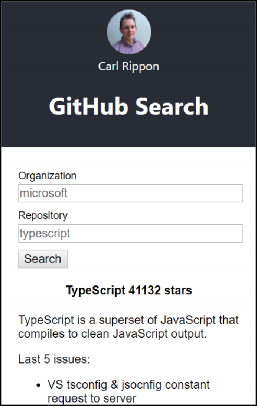 Carl Rippon
GitHub Search
Organization
microsoft
Repository
typescript
Search
TypeScript 41132 stars
TypeScript is a superset of JavaScript that
compiles to clean JavaScript output.
Last 5 issues:
• VS tsconfig & jsocnfig constant
request to server